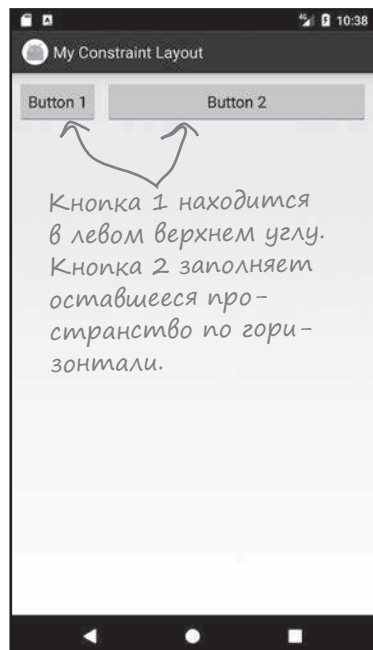 10:38
My Constraint Layout
Button 1
Button 2
Кнопка 1 находится
в левом верхнем углу.
Кнопка 2 заполняет
оставшееся про-
странство по гори-
зонтали.